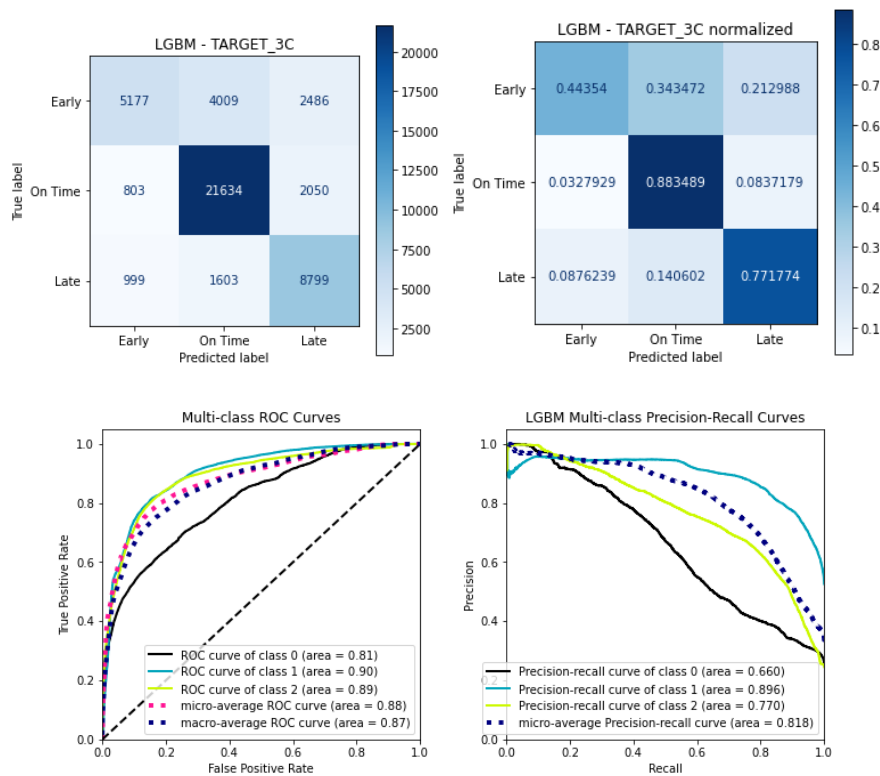 LGBM - TARGET_3C
True label
Early
On Time
Late
5177 4009 2486
803 21634 2050
999 1603 8799
Early On Time Late
Predicted label
20000
17500
15000
12500
10000
7500
5000
2500
LGBM - TARGET_3C normalized
True label
Early
On Time
Late
0.44354 0.343472 0.212988
0.0327929 0.883489 0.0837179
0.0876239 0.140602 0.771774
Early On Time Late
Predicted label
0.8
0.7
0.6
0.5
0.4
0.3
0.2
0.1
Multi-class ROC Curves
True Positive Rate
1.0
0.8
0.6
0.4
0.2
0.0
ROC curve of class 0 (area = 0.81)
ROC curve of class 1 (area = 0.90)
ROC curve of class 2 (area = 0.89)
micro-average ROC curve (area = 0.88)
macro-average ROC curve (area = 0.87)
0.0 0.2 0.4 0.6 0.8 1.0
False Positive Rate
LGBM Multi-class Precision-Recall Curves
Precision
1.0
0.8
0.6
0.4
0.2
0.0
Precision-recall curve of class 0 (area = 0.660)
Precision-recall curve of class 1 (area = 0.896)
Precision-recall curve of class 2 (area = 0.770)
micro-average Precision-recall curve (area = 0.818)
0.0 0.2 0.4 0.6 0.8 1.0
Recall